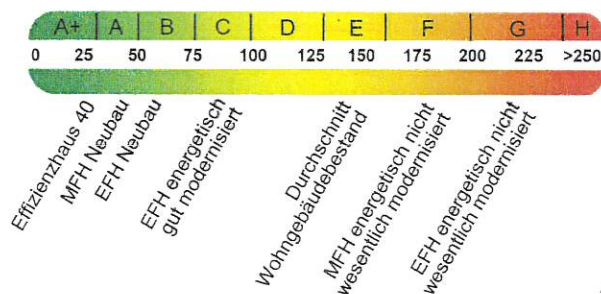 A+ A B C D E F G H
0 25 50 75 100 125 150 175 200 225 >250
Effizienzhaus 40
MFH Neubau
EFH Neubau
EFH energetisch
gut modernisiert
Durchschnitt
Wohngebäudebestand
MFH energetisch nicht
wesentlich modernisiert
EFH energetisch nicht
wesentlich modernisiert